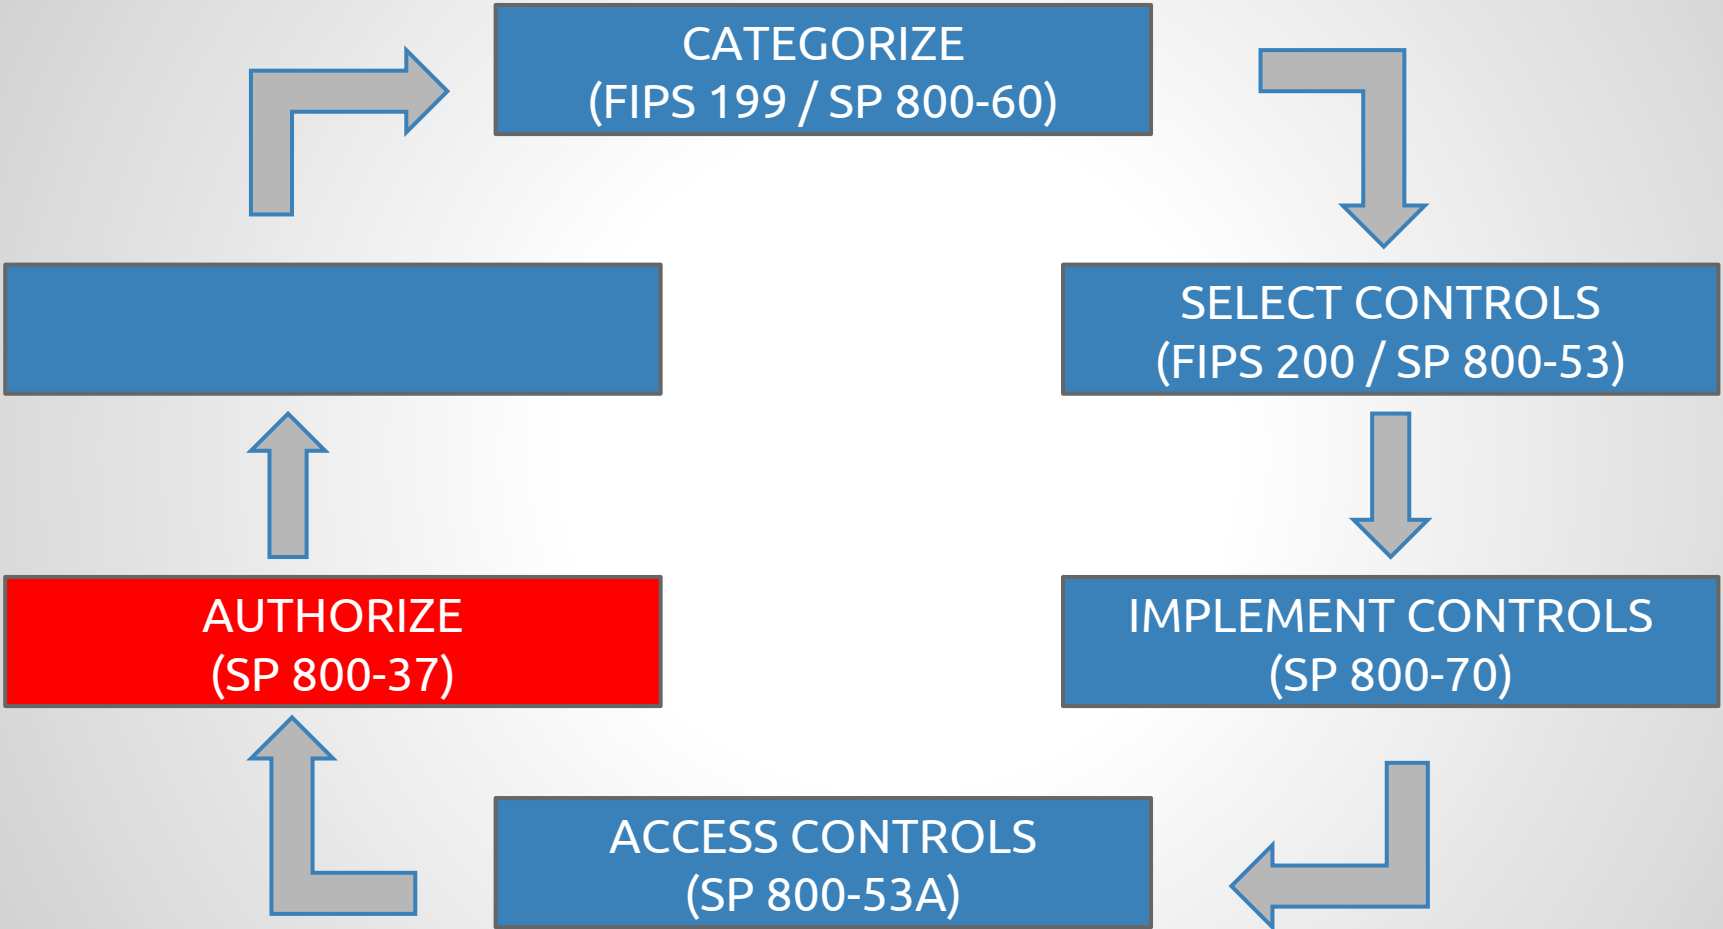 CATEGORIZE
(FIPS 199 / SP 800-60)
SELECT CONTROLS
(FIPS 200 / SP 800-53)
IMPLEMENT CONTROLS
(SP 800-70)
ACCESS CONTROLS
(SP 800-53A)
AUTHORIZE
(SP 800-37)